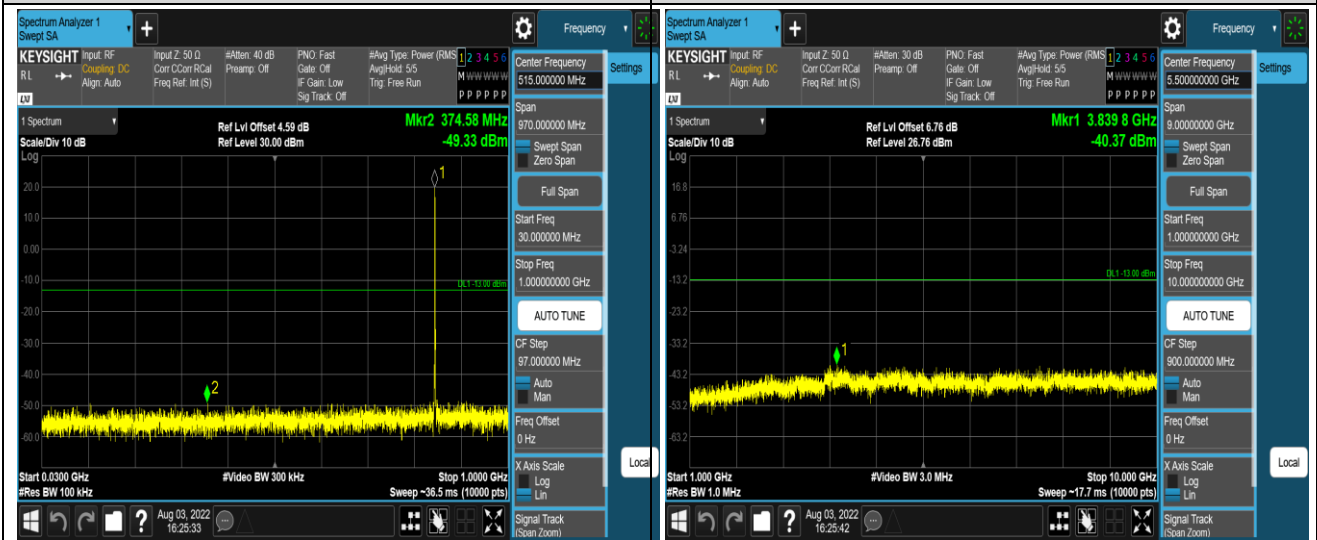 Spectrum Analyzer 1
Swept SA
+
Frequency
KEYSIGHT Input: RF Input Z: 50 Ω #Atten: 40 dB PNO: Fast #Avg Type: Power (RMS 1 2 3 4 5 6
RL Coupling: DC Corr CCorr RCal Preamp: Off Gate: Off Avg|Hold: 5/5 M W W W W W
Align: Auto Freq Ref: Int (S) IF Gain: Low Trig: Free Run
LXI Sig Track: Off P P P P P P
Center Frequency
515.000000 MHz
Settings
Span
970.000000 MHz
Swept Span
Zero Span
Full Span
Start Freq
30.000000 MHz
Stop Freq
1.000000000 GHz
AUTO TUNE
CF Step
97.000000 MHz
Auto
Man
Freq Offset
0 Hz
X Axis Scale
Log
Lin
Local
Signal Track
(Span Zoom)
1 Spectrum
Ref Lvl Offset 4.59 dB
Mkr2 374.58 MHz
Scale/Div 10 dB
Ref Level 30.00 dBm
-49.33 dBm
Log
1
20.0
10.0
0.00
-10.0
DL1 -13.00 dBm
-20.0
-30.0
-40.0
2
-50.0
-60.0
Start 0.0300 GHz
#Video BW 300 kHz
Stop 1.0000 GHz
#Res BW 100 kHz
Sweep ~36.5 ms (10000 pts)
?
Aug 03, 2022
16:25:33
Spectrum Analyzer 1
Swept SA
+
Frequency
KEYSIGHT Input: RF Input Z: 50 Ω #Atten: 30 dB PNO: Fast #Avg Type: Power (RMS 1 2 3 4 5 6
RL Coupling: DC Corr CCorr RCal Preamp: Off Gate: Off Avg|Hold: 5/5 M W W W W W
Align: Auto Freq Ref: Int (S) IF Gain: Low Trig: Free Run
LXI Sig Track: Off P P P P P P
Center Frequency
5.500000000 GHz
Settings
Span
9.00000000 GHz
Swept Span
Zero Span
Full Span
Start Freq
1.000000000 GHz
Stop Freq
10.000000000 GHz
AUTO TUNE
CF Step
900.000000 MHz
Auto
Man
Freq Offset
0 Hz
X Axis Scale
Log
Lin
Local
Signal Track
(Span Zoom)
1 Spectrum
Ref Lvl Offset 6.76 dB
Mkr1 3.839 8 GHz
Scale/Div 10 dB
Ref Level 26.76 dBm
-40.37 dBm
Log
16.8
6.76
-3.24
DL1 -13.00 dBm
-13.2
-23.2
-33.2
1
-43.2
-53.2
-63.2
Start 1.000 GHz
#Video BW 3.0 MHz
Stop 10.000 GHz
#Res BW 1.0 MHz
Sweep ~17.7 ms (10000 pts)
?
Aug 03, 2022
16:25:42